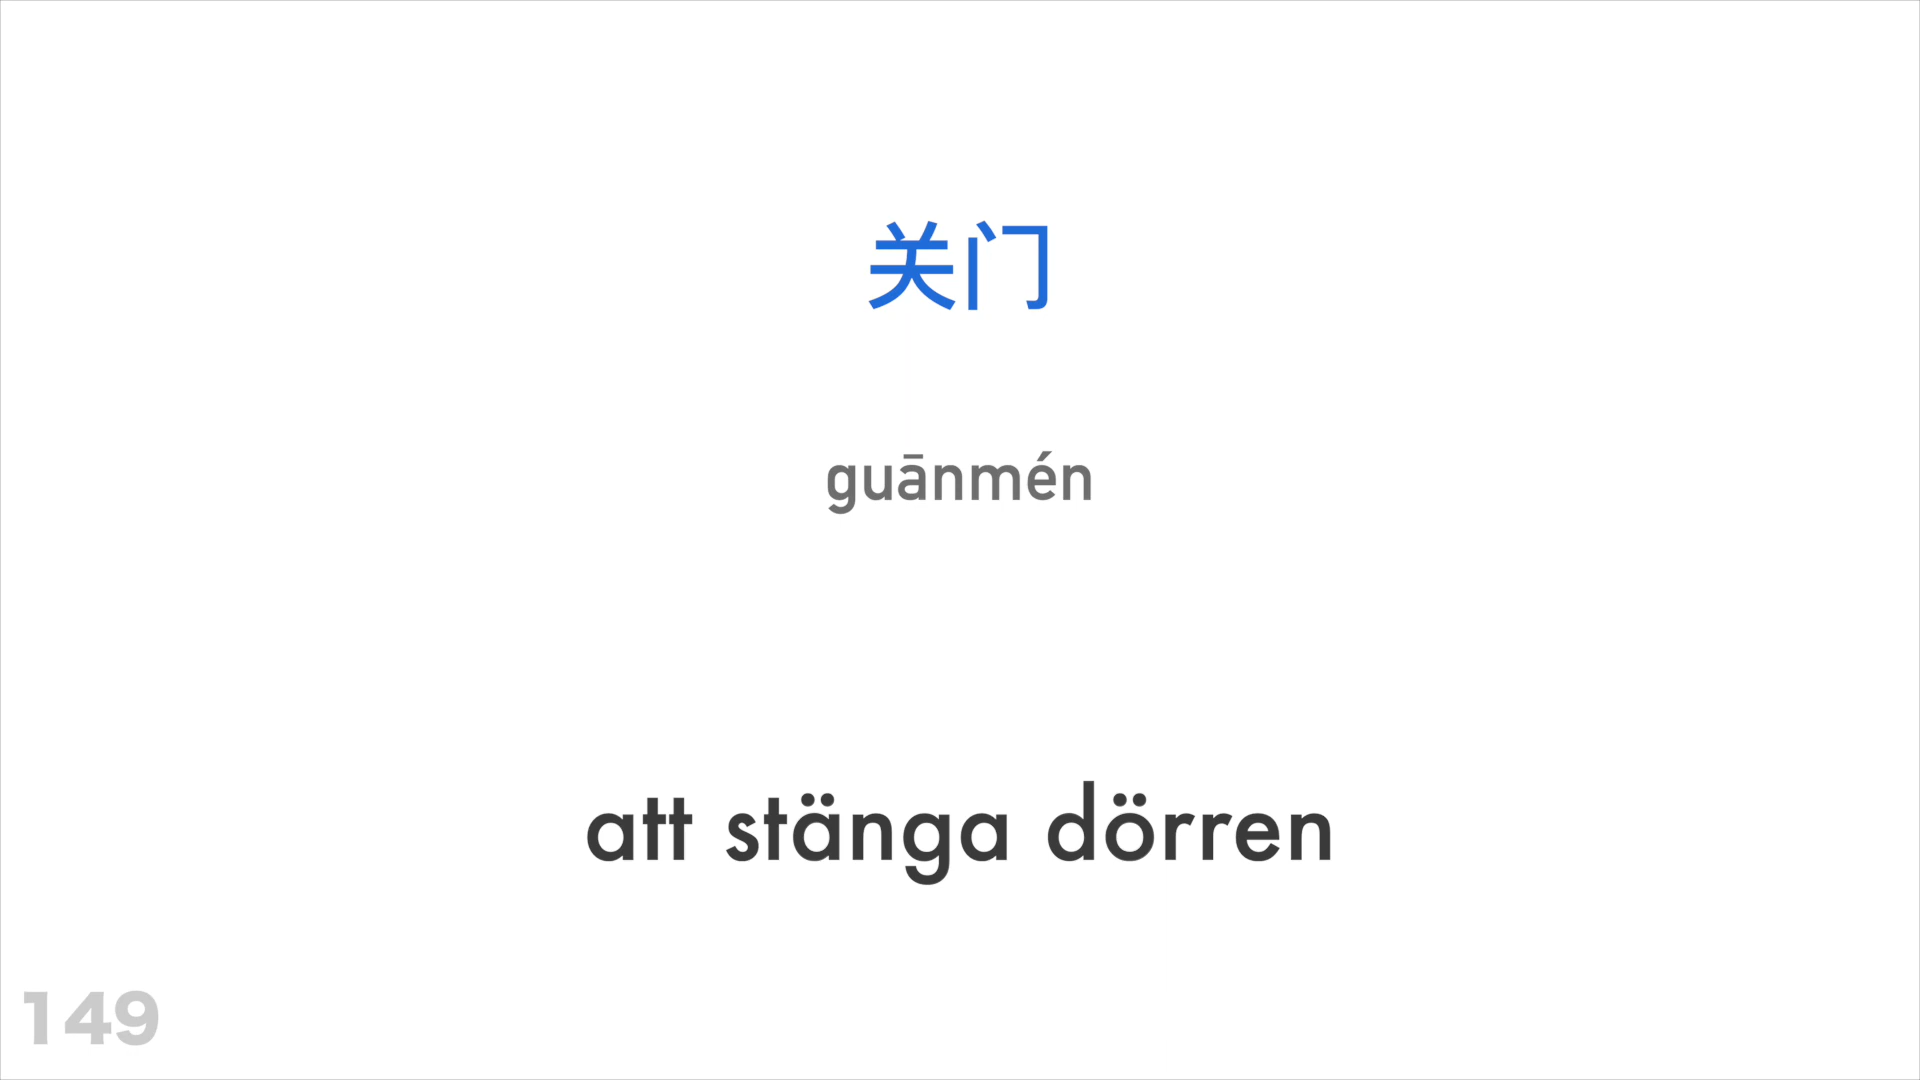 关门
guānmén
att stänga dörren
149